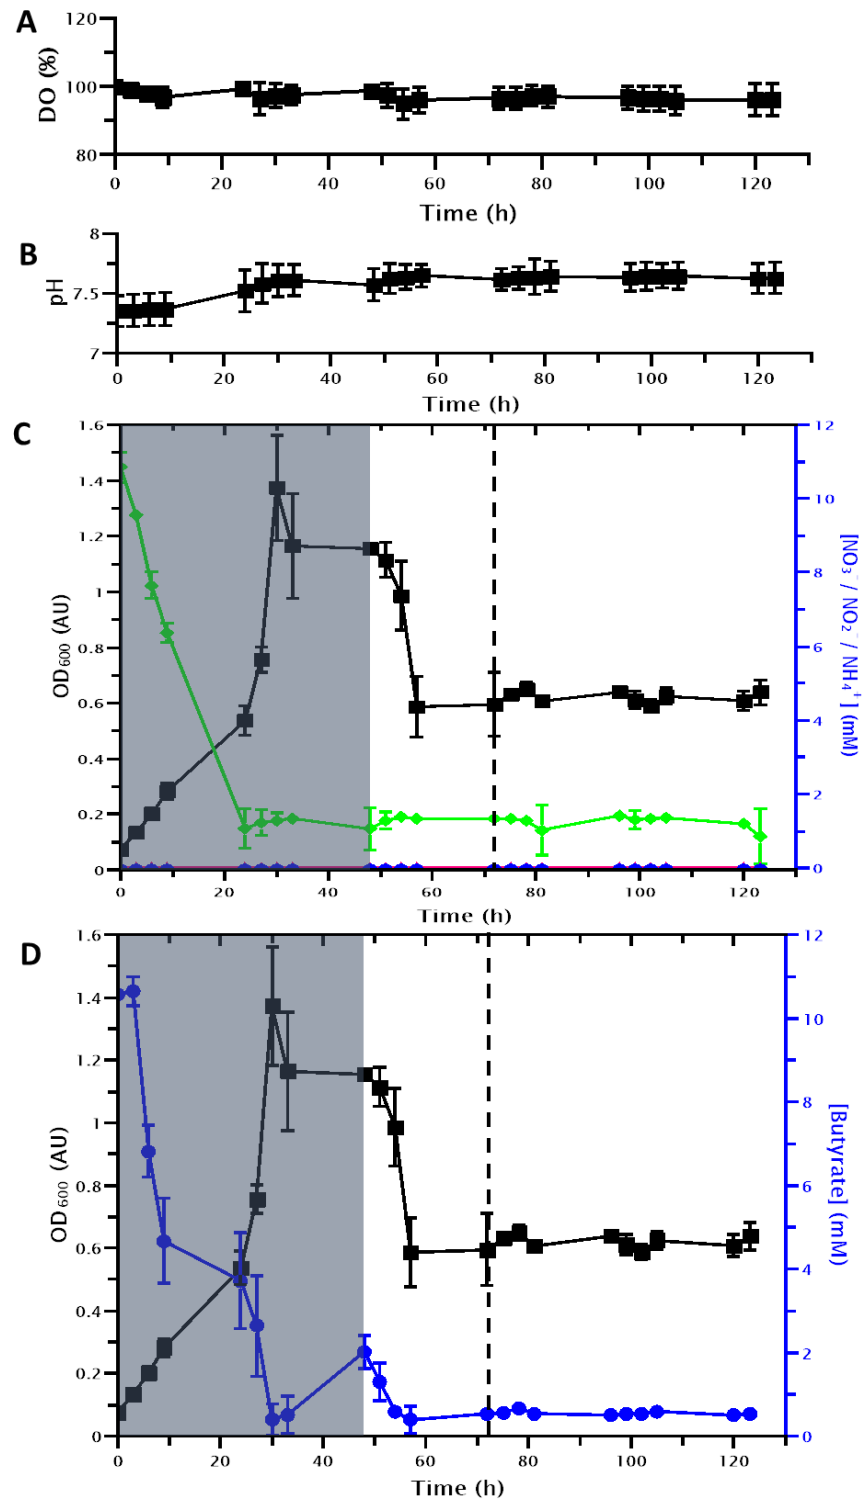 A
DO (%)
120
100
80
0 20 40 60 80 100 120
Time (h)
B
pH
8
7.5
7
0 20 40 60 80 100 120
Time (h)
C
OD600 (AU)
1.6
1.4
1.2
1
0.8
0.6
0.4
0.2
0
12
10
8
6
4
2
0
[NO3-/ NO2-/ NH4+] (mM)
0 20 40 60 80 100 120
Time (h)
D
OD600 (AU)
1.6
1.4
1.2
1
0.8
0.6
0.4
0.2
0
12
10
8
6
4
2
0
[Butyrate] (mM)
0 20 40 60 80 100 120
Time (h)